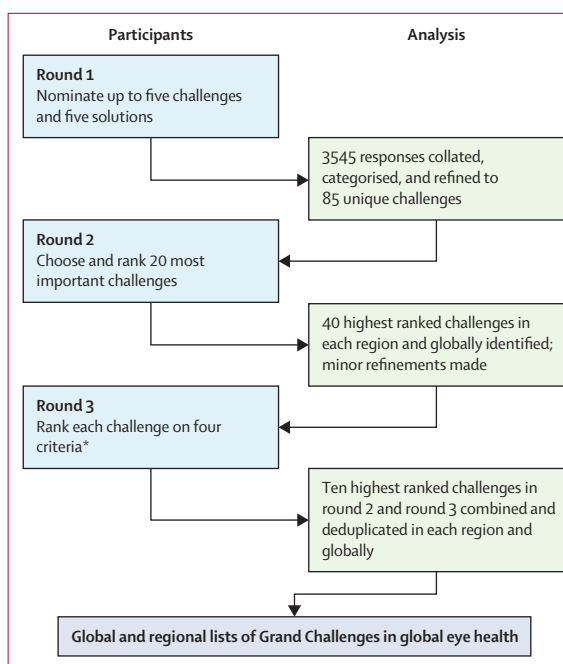 Participants
Analysis
Round 1
Nominate up to five challenges
and five solutions
3545 responses collated,
categorised, and refined to
85 unique challenges
Round 2
Choose and rank 20 most
important challenges
40 highest ranked challenges in
each region and globally identified;
minor refinements made
Round 3
Rank each challenge on four
criteria*
Ten highest ranked challenges in
round 2 and round 3 combined and
deduplicated in each region and
globally
Global and regional lists of Grand Challenges in global eye health